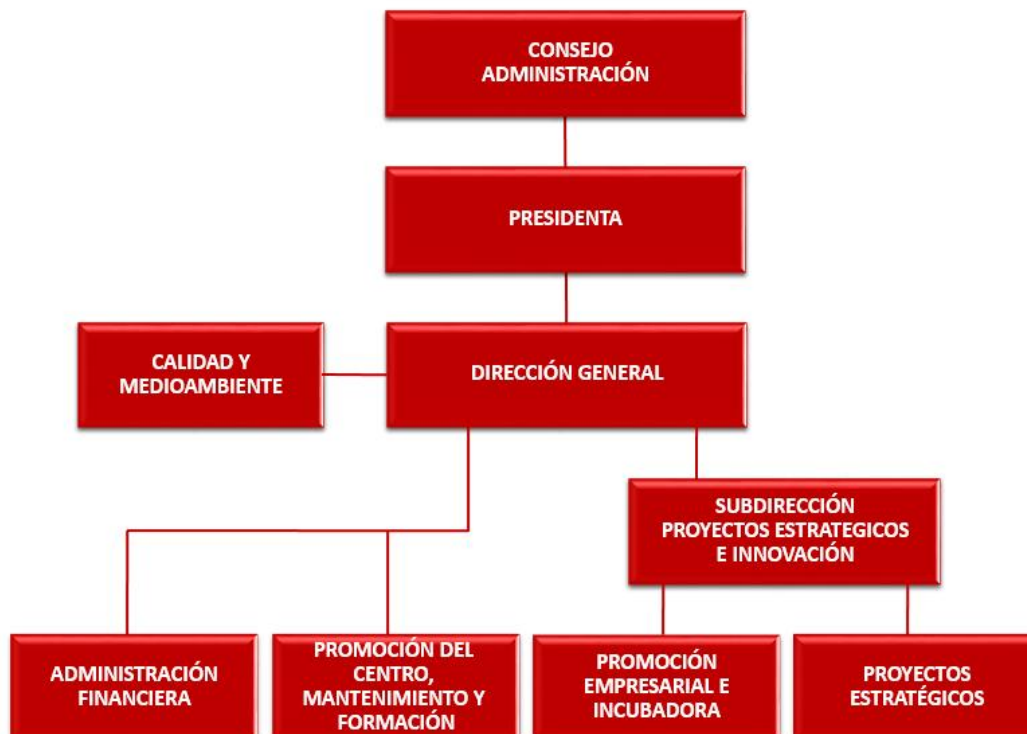 CONSEJO
ADMINISTRACIÓN
PRESIDENTA
CALIDAD Y
MEDIOAMBIENTE
DIRECCIÓN GENERAL
SUBDIRECCIÓN
PROYECTOS ESTRATEGICOS
E INNOVACIÓN
ADMINISTRACIÓN
FINANCIERA
PROMOCIÓN DEL
CENTRO,
MANTENIMIENTO Y
FORMACIÓN
PROMOCIÓN
EMPRESARIAL E
INCUBADORA
PROYECTOS
ESTRATÉGICOS